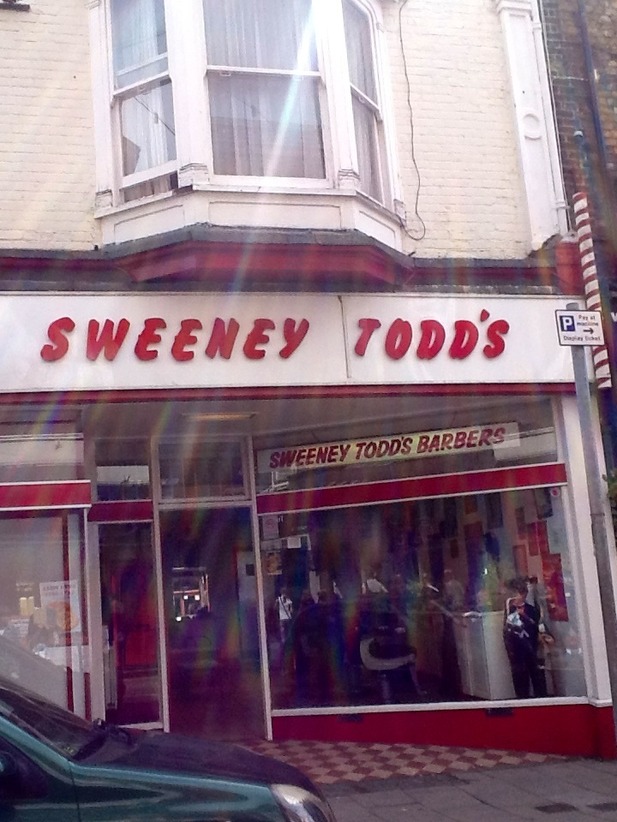 SWEENEY TODD'S
P Pay at
machine
Display ticket
SWEENEY TODD'S BARBERS